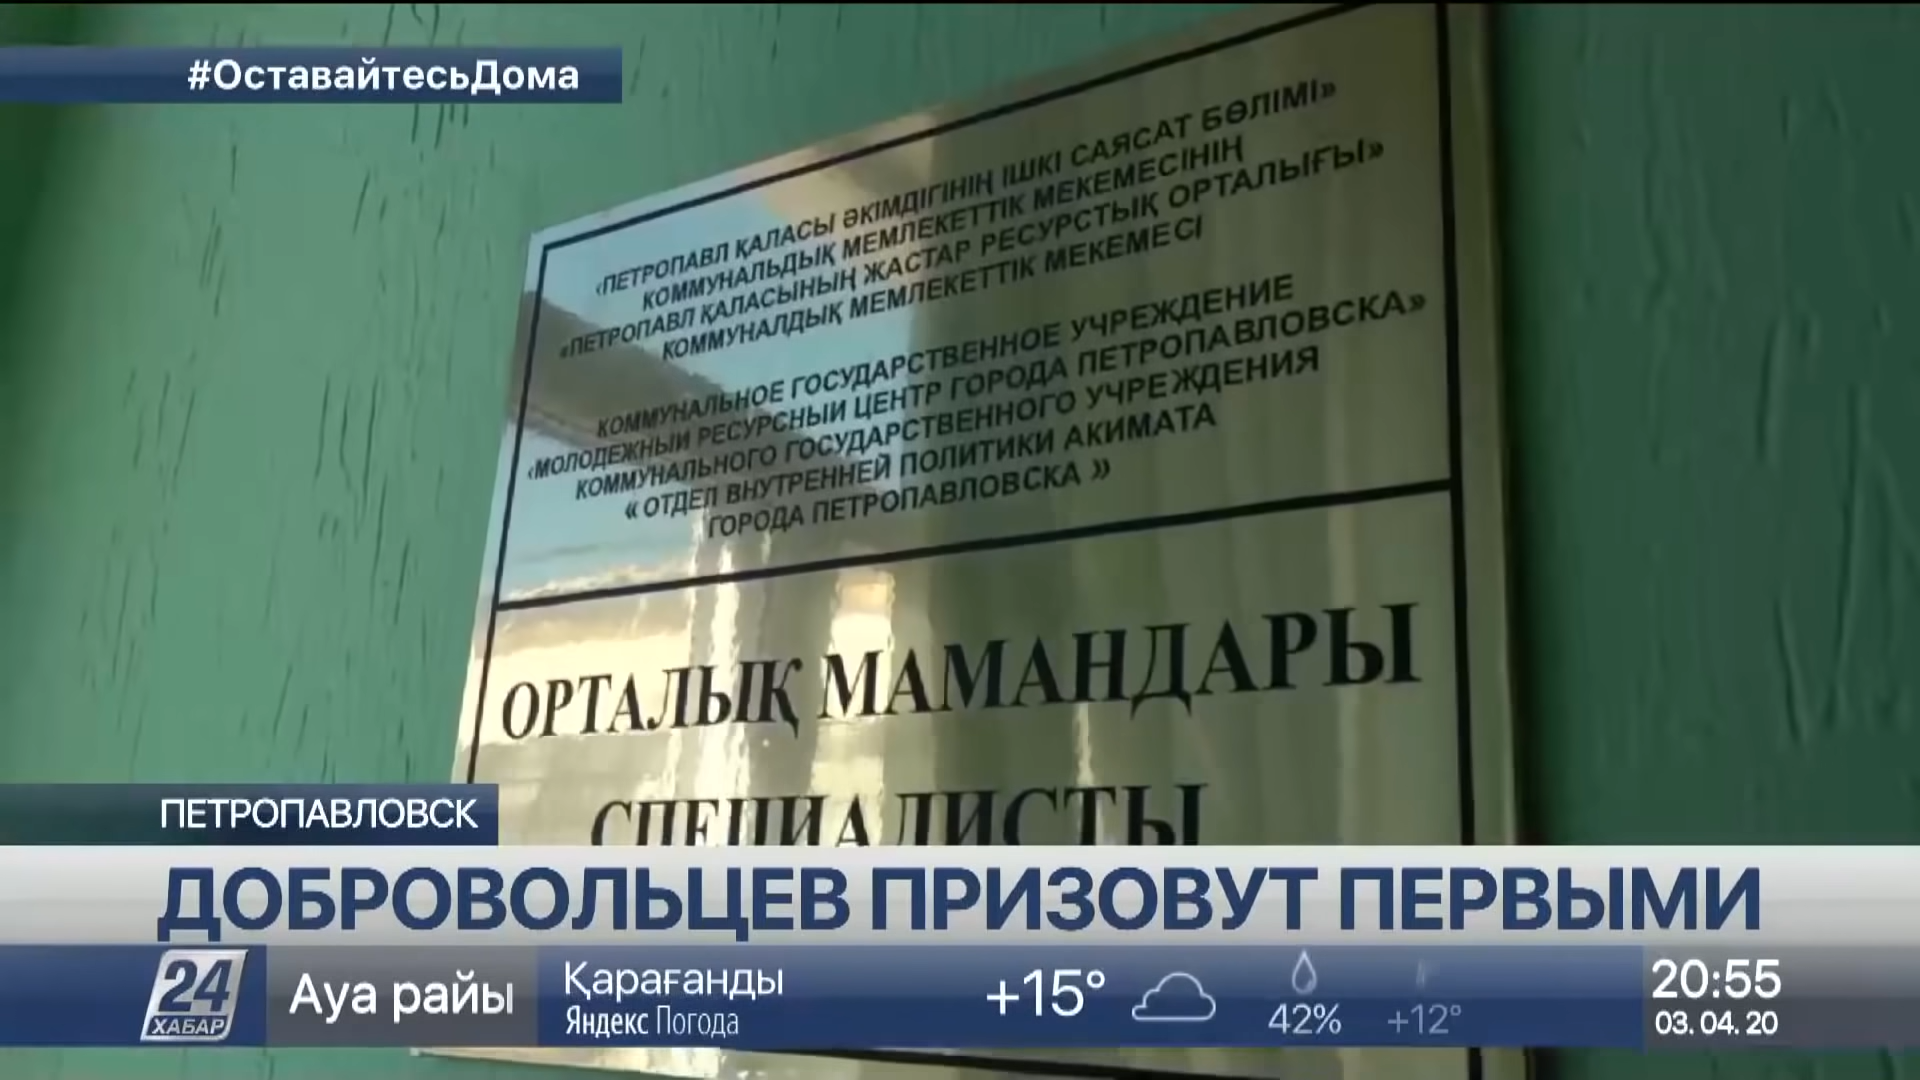 #ОставайтесьДома
«ПЕТРОПАВЛ ҚАЛАСЫ ӘКІМДІГІНІҢ ІШКІ САЯСАТ БӨЛІМІ»
КОММУНАЛЬДЫҚ МЕМЛЕКЕТТІК МЕКЕМЕСІНІҢ
«ПЕТРОПАВЛ ҚАЛАСЫНЫҢ ЖАСТАР РЕСУРСТЫҚ ОРТАЛЫҒЫ»
КОММУНАЛДЫҚ МЕМЛЕКЕТТІК МЕКЕМЕСІ
КОММУНАЛЬНОЕ ГОСУДАРСТВЕННОЕ УЧРЕЖДЕНИЕ
«МОЛОДЕЖНЫЙ РЕСУРСНЫЙ ЦЕНТР ГОРОДА ПЕТРОПАВЛОВСКА»
КОММУНАЛЬНОГО ГОСУДАРСТВЕННОГО УЧРЕЖДЕНИЯ
« ОТДЕЛ ВНУТРЕННЕЙ ПОЛИТИКИ АКИМАТА
ГОРОДА ПЕТРОПАВЛОВСКА »
ОРТАЛЫҚ МАМАНДАРЫ
СПЕЦИАЛИСТЫ
ПЕТРОПАВЛОВСК
ДОБРОВОЛЬЦЕВ ПРИЗОВУТ ПЕРВЫМИ
24 ХАБАР
Ауа райы
Қарағанды
Яндекс Погода
+15°
42%
+12°
20:55
03. 04. 20